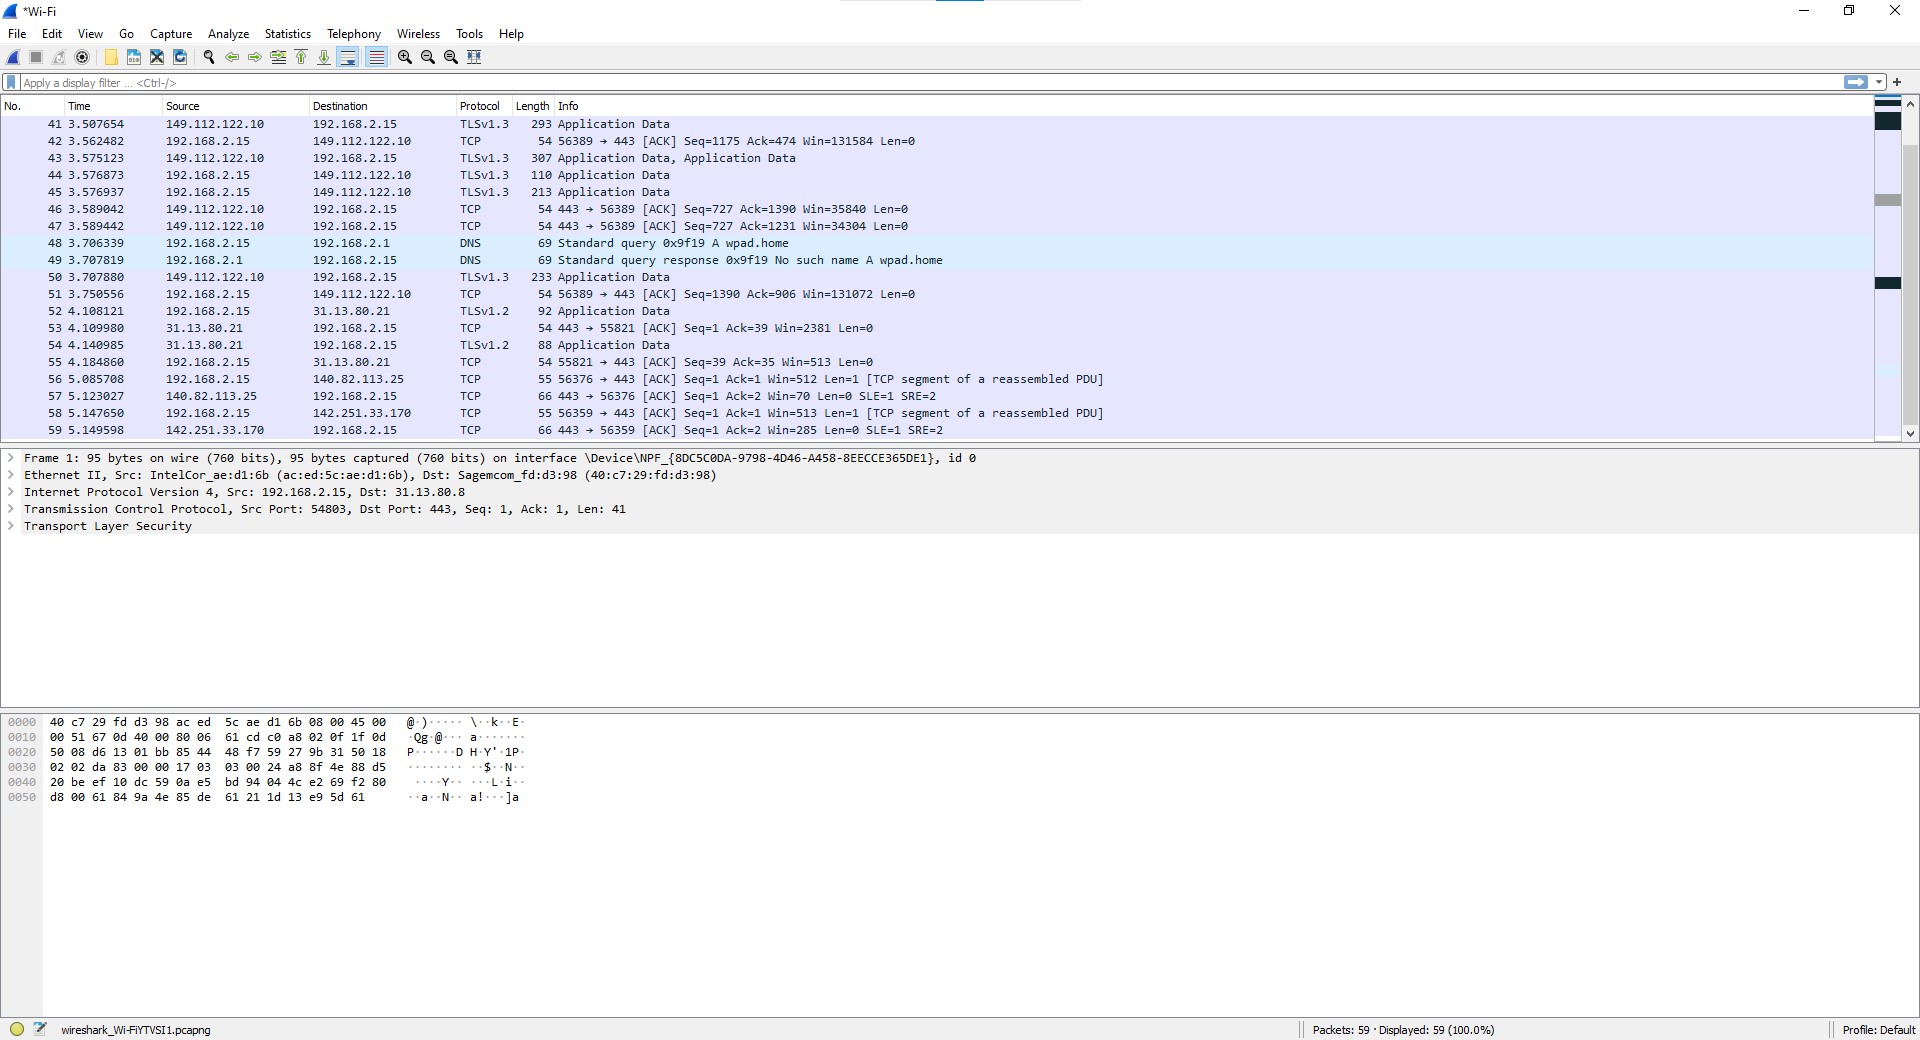 *Wi-Fi
File Edit View Go Capture Analyze Statistics Telephony Wireless Tools Help
Apply a display filter ... <Ctrl-/>
No. Time Source Destination Protocol Length Info
41 3.507654 149.112.122.10 192.168.2.15 TLSv1.3 293 Application Data
42 3.562482 192.168.2.15 149.112.122.10 TCP 54 56389 → 443 [ACK] Seq=1175 Ack=474 Win=131584 Len=0
43 3.575123 149.112.122.10 192.168.2.15 TLSv1.3 307 Application Data, Application Data
44 3.576873 192.168.2.15 149.112.122.10 TLSv1.3 110 Application Data
45 3.576937 192.168.2.15 149.112.122.10 TLSv1.3 213 Application Data
46 3.589042 149.112.122.10 192.168.2.15 TCP 54 443 → 56389 [ACK] Seq=727 Ack=1390 Win=35840 Len=0
47 3.589442 149.112.122.10 192.168.2.15 TCP 54 443 → 56389 [ACK] Seq=727 Ack=1231 Win=34304 Len=0
48 3.706339 192.168.2.15 192.168.2.1 DNS 69 Standard query 0x9f19 A wpad.home
49 3.707819 192.168.2.1 192.168.2.15 DNS 69 Standard query response 0x9f19 No such name A wpad.home
50 3.707880 149.112.122.10 192.168.2.15 TLSv1.3 233 Application Data
51 3.750556 192.168.2.15 149.112.122.10 TCP 54 56389 → 443 [ACK] Seq=1390 Ack=906 Win=131072 Len=0
52 4.108121 192.168.2.15 31.13.80.21 TLSv1.2 92 Application Data
53 4.109980 31.13.80.21 192.168.2.15 TCP 54 443 → 55821 [ACK] Seq=1 Ack=39 Win=2381 Len=0
54 4.140985 31.13.80.21 192.168.2.15 TLSv1.2 88 Application Data
55 4.184860 192.168.2.15 31.13.80.21 TCP 54 55821 → 443 [ACK] Seq=39 Ack=35 Win=513 Len=0
56 5.085708 192.168.2.15 140.82.113.25 TCP 55 56376 → 443 [ACK] Seq=1 Ack=1 Win=512 Len=1 [TCP segment of a reassembled PDU]
57 5.123027 140.82.113.25 192.168.2.15 TCP 66 443 → 56376 [ACK] Seq=1 Ack=2 Win=70 Len=0 SLE=1 SRE=2
58 5.147650 192.168.2.15 142.251.33.170 TCP 55 56359 → 443 [ACK] Seq=1 Ack=1 Win=513 Len=1 [TCP segment of a reassembled PDU]
59 5.149598 142.251.33.170 192.168.2.15 TCP 66 443 → 56359 [ACK] Seq=1 Ack=2 Win=285 Len=0 SLE=1 SRE=2
Frame 1: 95 bytes on wire (760 bits), 95 bytes captured (760 bits) on interface \Device\NPF_{8DC5C0DA-9798-4D46-A458-8EECCE365DE1}, id 0
Ethernet II, Src: IntelCor_ae:d1:6b (ac:ed:5c:ae:d1:6b), Dst: Sagemcom_fd:d3:98 (40:c7:29:fd:d3:98)
Internet Protocol Version 4, Src: 192.168.2.15, Dst: 31.13.80.8
Transmission Control Protocol, Src Port: 54803, Dst Port: 443, Seq: 1, Ack: 1, Len: 41
Transport Layer Security
0000 40 c7 29 fd d3 98 ac ed 5c ae d1 6b 08 00 45 00 @·)····· \··k··E·
0010 00 51 67 0d 40 00 80 06 61 cd c0 a8 02 0f 1f 0d ·Qg·@··· a·······
0020 50 08 d6 13 01 bb 85 44 48 f7 59 27 9b 31 50 18 P······D H·Y'·1P·
0030 02 02 da 83 00 00 17 03 03 00 24 a8 8f 4e 88 d5 ········ ··$··N··
0040 20 be ef 10 dc 59 0a e5 bd 94 04 4c e2 69 f2 80 ····Y·· ···L·i··
0050 d8 00 61 84 9a 4e 85 de 61 21 1d 13 e9 5d 61 ··a··N·· a!···]a
wireshark_Wi-FiYTVSI1.pcapng Packets: 59 · Displayed: 59 (100.0%) Profile: Default